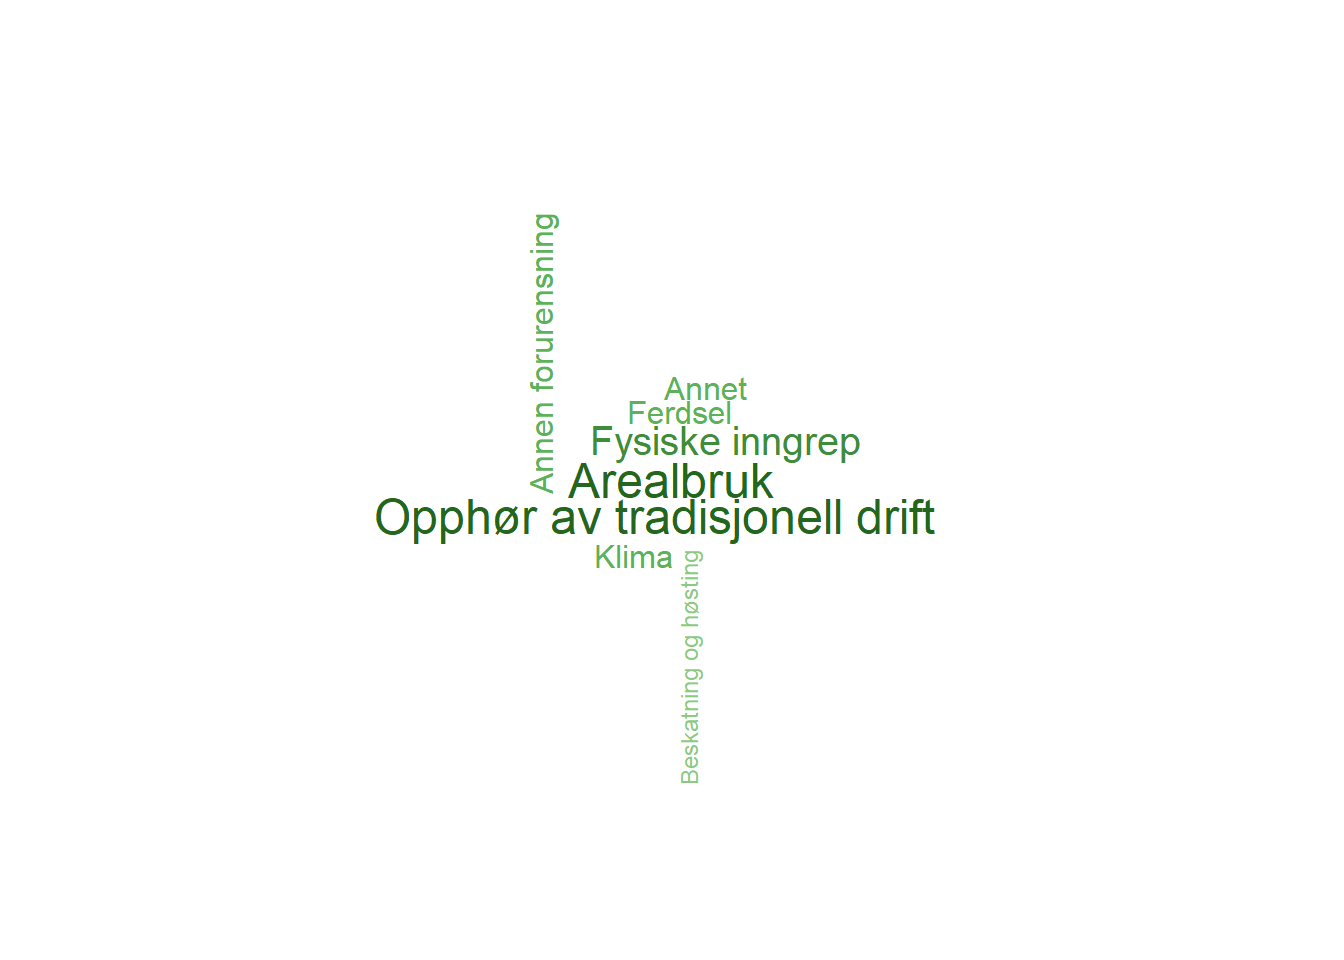 Annen forurensning
Annet
Ferdsel
Fysiske inngrep
Arealbruk
Opphør av tradisjonell drift
Klima
Beskatning og høsting